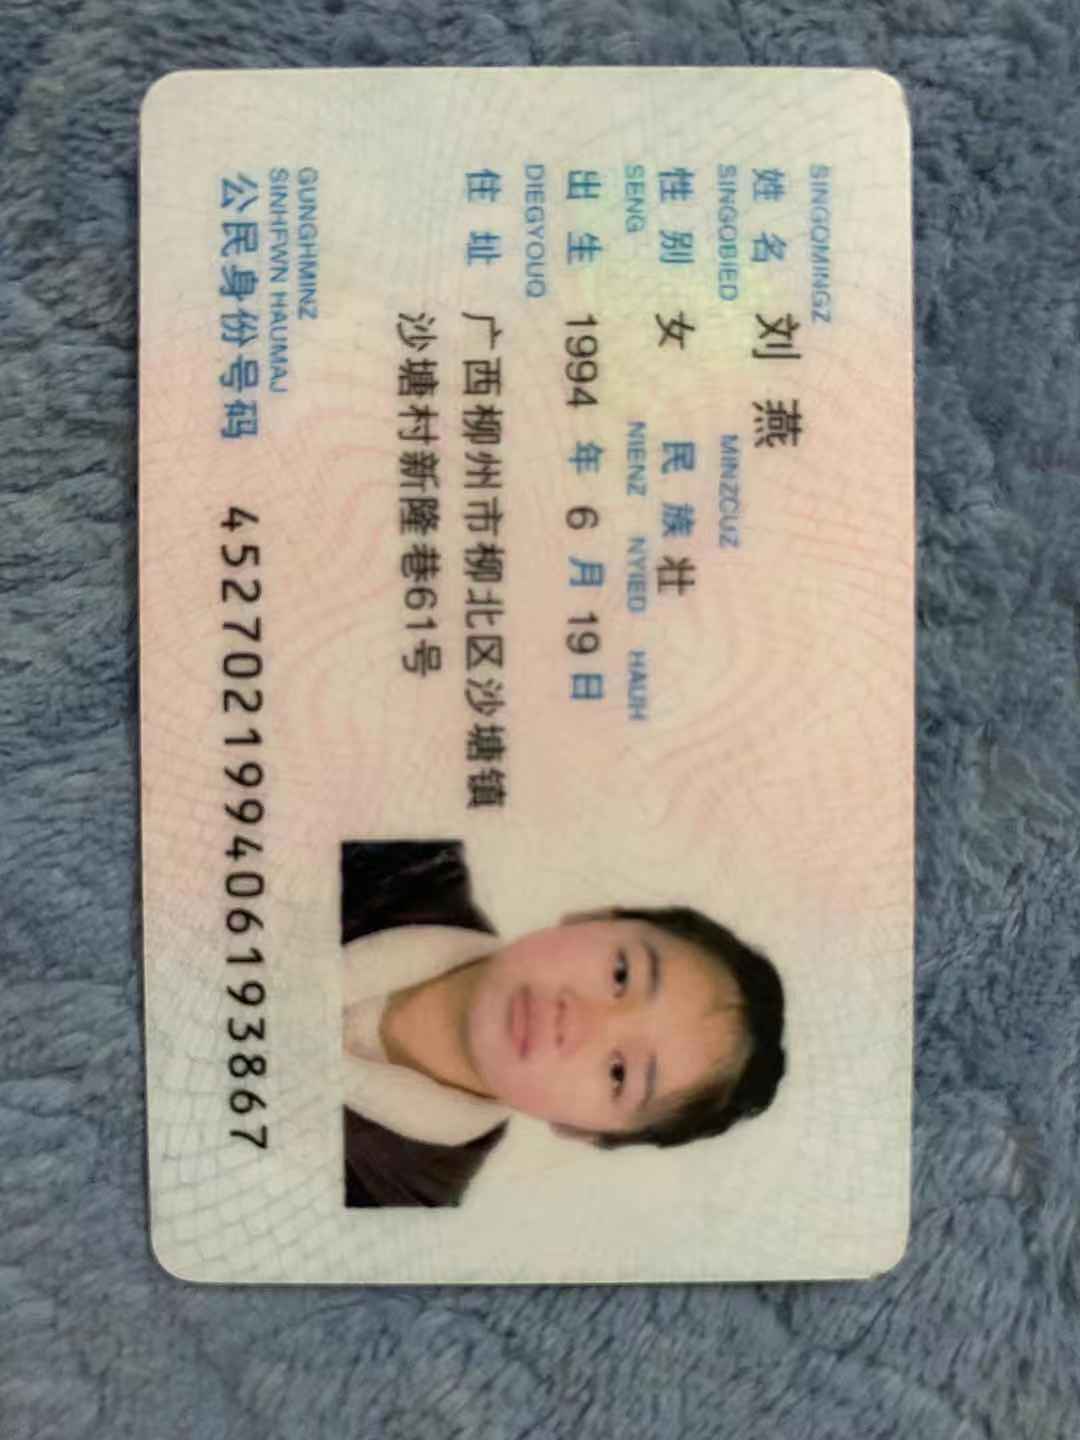 SINGQMINGZ
姓名 刘燕
SINGQBIED MINZCUZ
性别 女 民族 壮
SENG NIENZ NYIED HAUH
出生 1994 年 6 月 19 日
DIEGYOUQ
住址 广西柳州市柳北区沙塘镇
沙塘村新隆巷61号
GUNGHMINZ
SINHFWN HAUMAJ
公民身份号码 452702199406193867